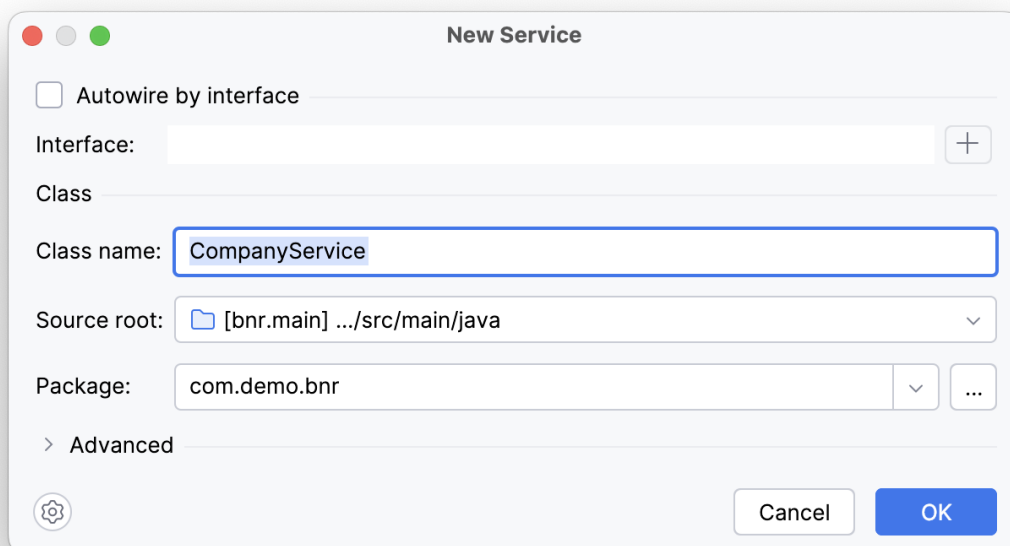 New Service
Autowire by interface
Interface:
Class
Class name: CompanyService
Source root: [bnr.main] .../src/main/java
Package: com.demo.bnr ...
Advanced
Cancel OK